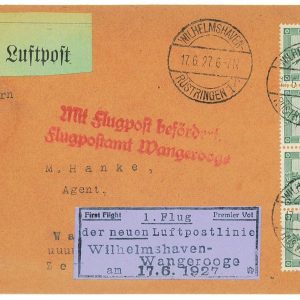 Luftpost
WILHELMSHAVEN
17.6.27.6-7N
RÜSTRINGEN 1
Mit Flugpost befördert.
Flugpostamt Wangerooge
M. Hanke,
Agent.
Wa
First Flight 1. Flug Premier Vol
der neuen Luftpostlinie
Wilhelmshaven-
Wangerooge
am 17.6.1927